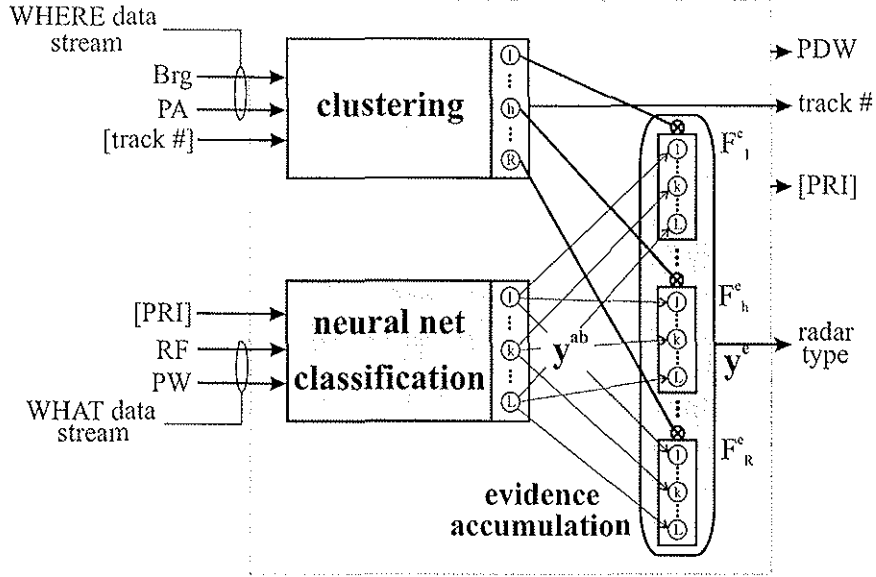 WHERE data
stream
Brg
PA
[track #]
clustering
1
h
R
PDW
track #
[PRI]
F^e_1
1
k
L
[PRI]
RF
PW
WHAT data
stream
neural net
classification
1
k
L
y^ab
F^e_h
1
k
L
y^e
radar
type
F^e_R
1
k
L
evidence
accumulation